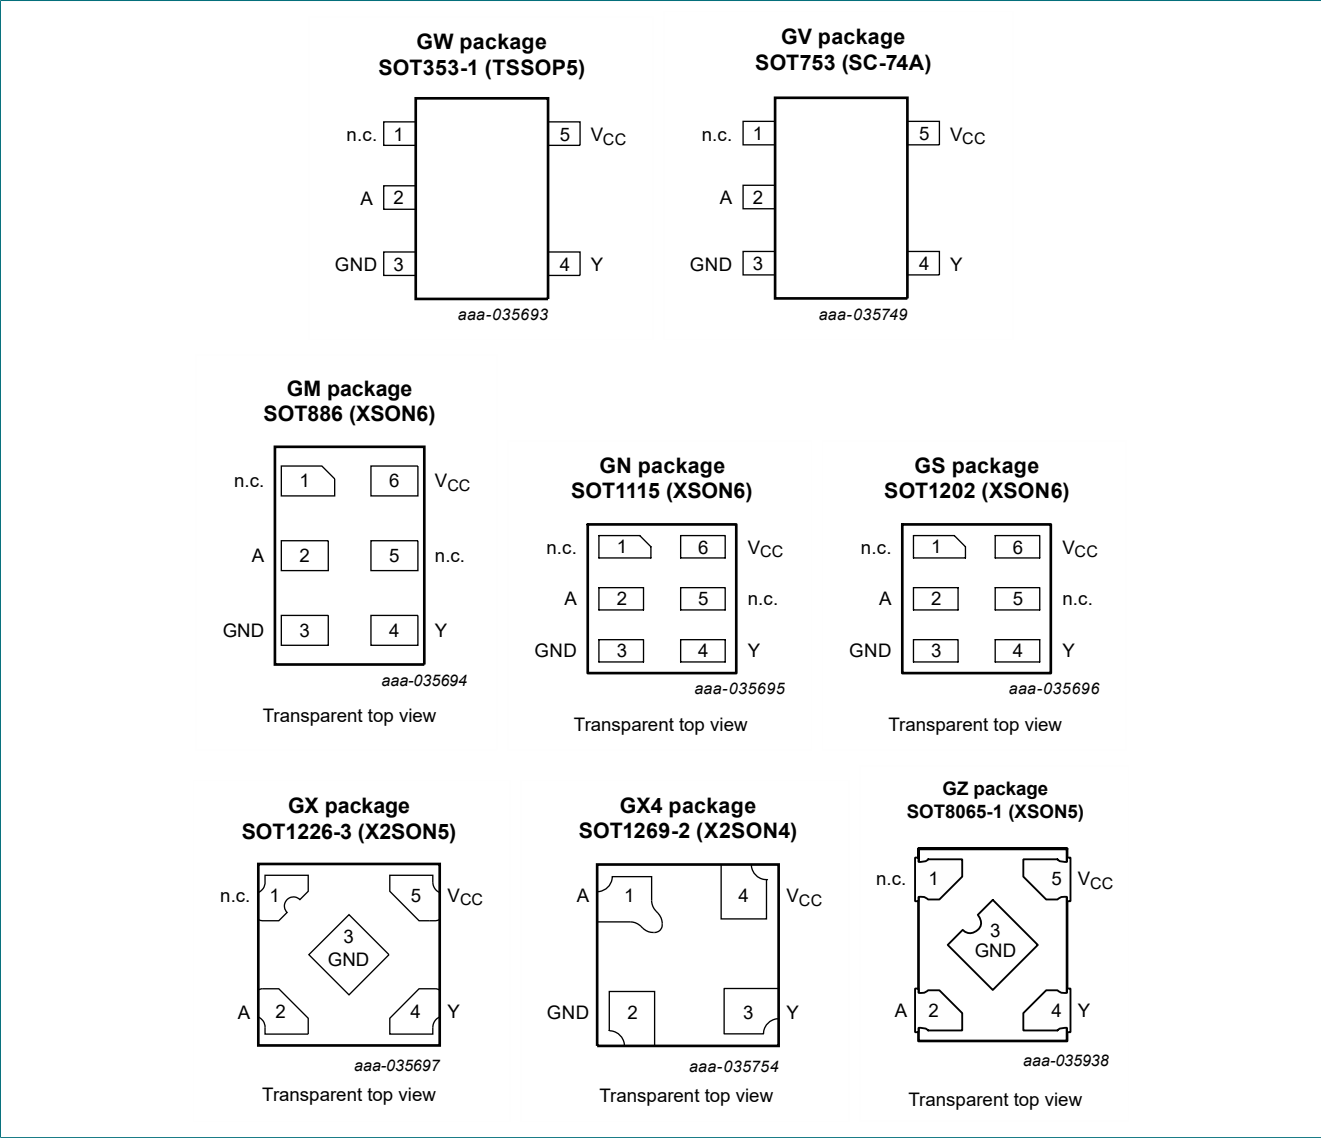 GW package
SOT353-1 (TSSOP5)
n.c. 1
5 VCC
A 2
GND 3
4 Y
aaa-035693
GV package
SOT753 (SC-74A)
n.c. 1
5 VCC
A 2
GND 3
4 Y
aaa-035749
GM package
SOT886 (XSON6)
n.c. 1 6 VCC
A 2 5 n.c.
GND 3 4 Y
aaa-035694
Transparent top view
GN package
SOT1115 (XSON6)
n.c. 1 6 VCC
A 2 5 n.c.
GND 3 4 Y
aaa-035695
Transparent top view
GS package
SOT1202 (XSON6)
n.c. 1 6 VCC
A 2 5 n.c.
GND 3 4 Y
aaa-035696
Transparent top view
GX package
SOT1226-3 (X2SON5)
n.c. 1 5 VCC
3
GND
A 2 4 Y
aaa-035697
Transparent top view
GX4 package
SOT1269-2 (X2SON4)
A 1 4 VCC
GND 2 3 Y
aaa-035754
Transparent top view
GZ package
SOT8065-1 (XSON5)
n.c. 1 5 VCC
3
GND
A 2 4 Y
aaa-035938
Transparent top view